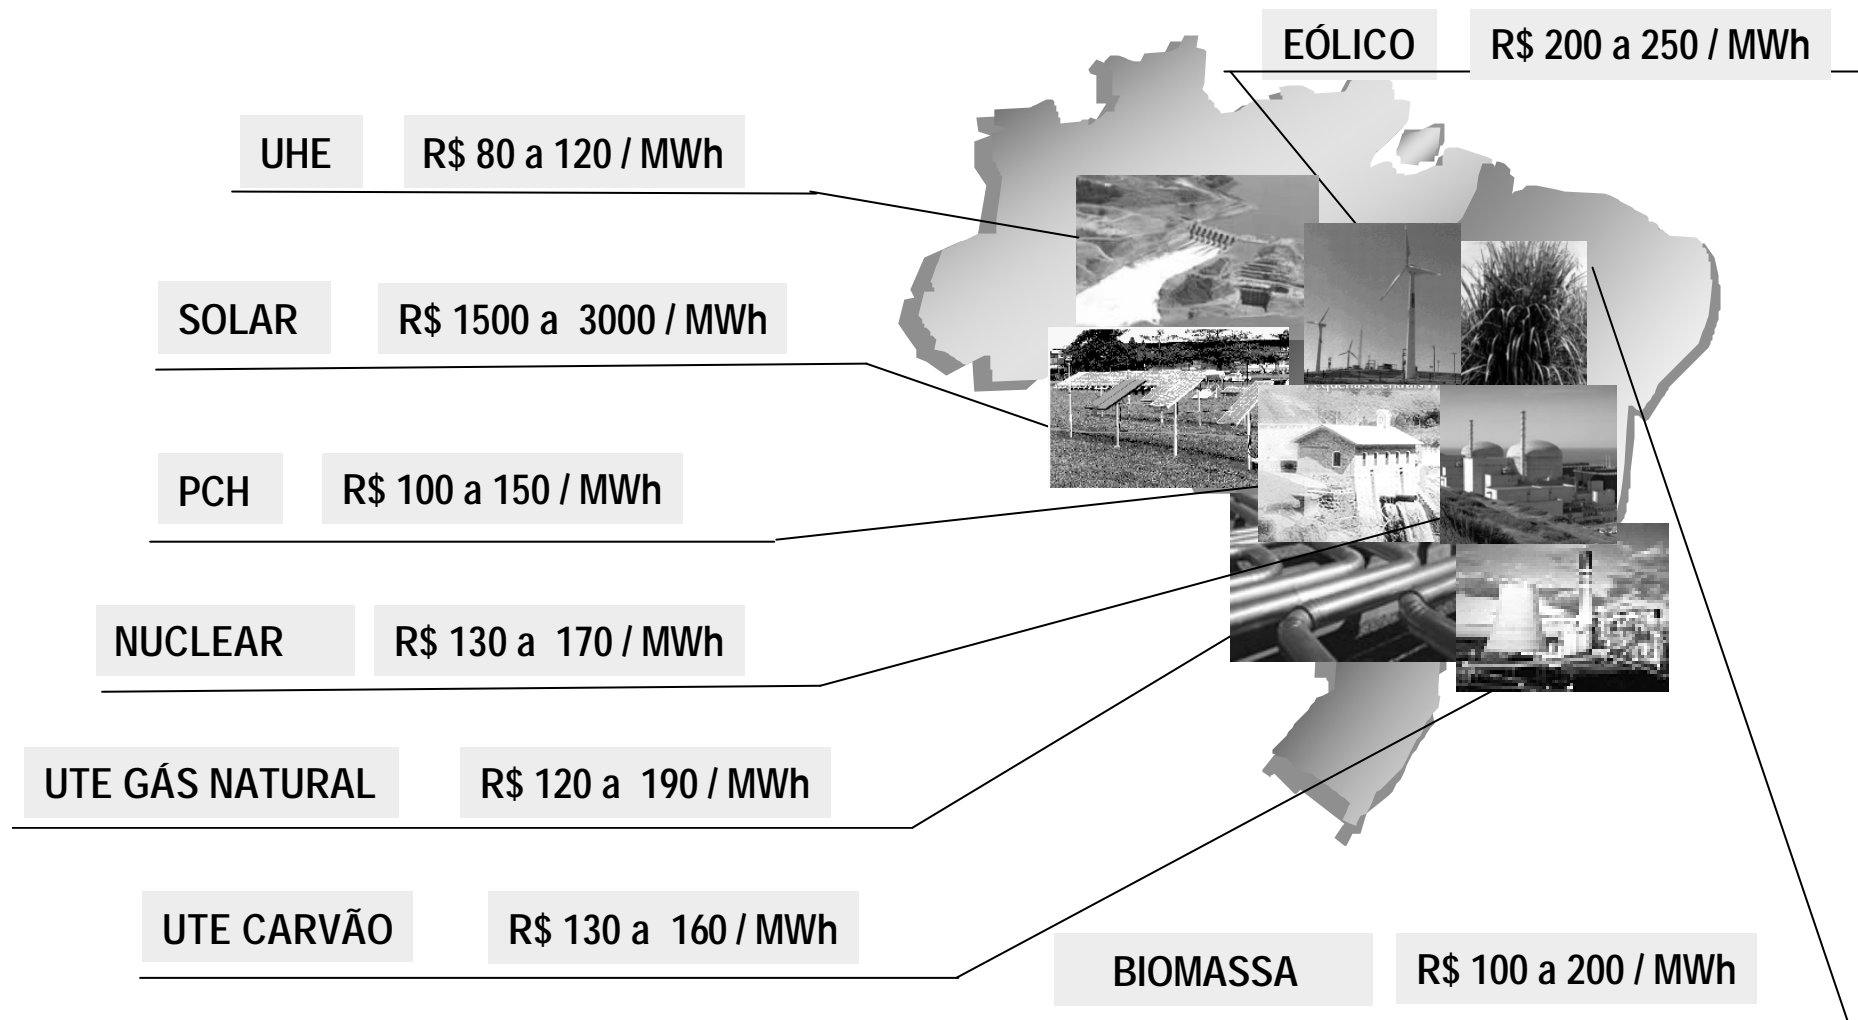 EÓLICO R$ 200 a 250 / MWh
UHE R$ 80 a 120 / MWh
SOLAR R$ 1500 a 3000 / MWh
PCH R$ 100 a 150 / MWh
NUCLEAR R$ 130 a 170 / MWh
UTE GÁS NATURAL R$ 120 a 190 / MWh
UTE CARVÃO R$ 130 a 160 / MWh
BIOMASSA R$ 100 a 200 / MWh